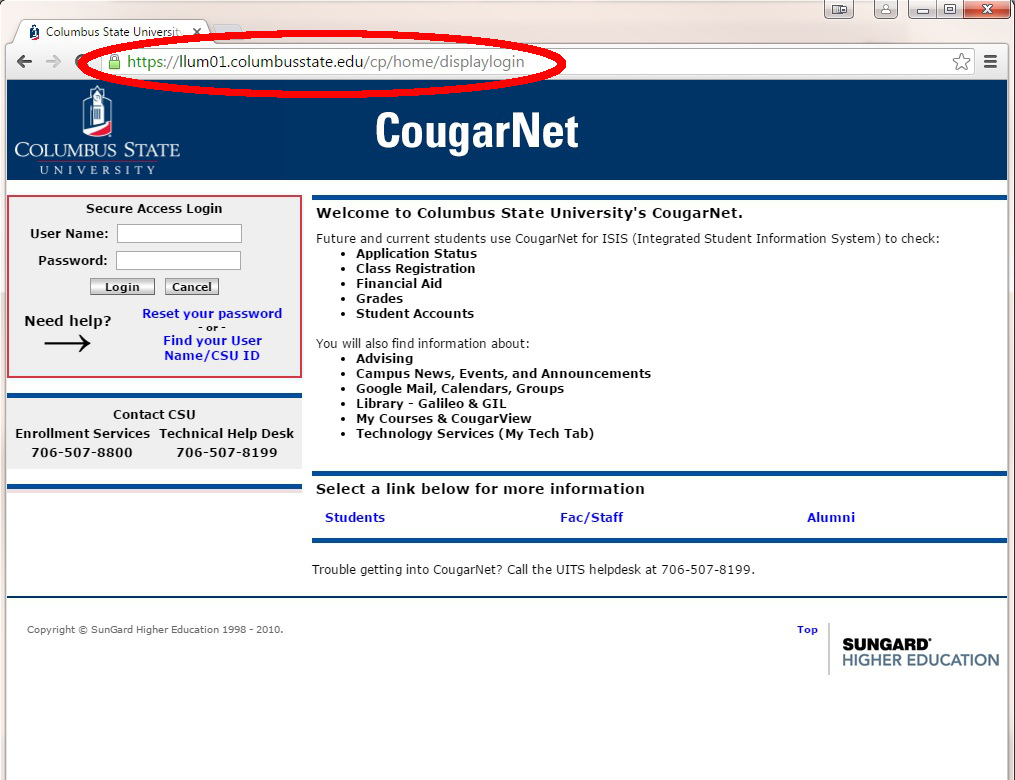 Columbus State University
https://llum01.columbusstate.edu/cp/home/displaylogin
COLUMBUS STATE
UNIVERSITY
CougarNet
Secure Access Login
User Name:
Password:
Login Cancel
Need help?
Reset your password
- or -
Find your User
Name/CSU ID
Contact CSU
Enrollment Services Technical Help Desk
706-507-8800 706-507-8199
Welcome to Columbus State University's CougarNet.
Future and current students use CougarNet for ISIS (Integrated Student Information System) to check:
• Application Status
• Class Registration
• Financial Aid
• Grades
• Student Accounts
You will also find information about:
• Advising
• Campus News, Events, and Announcements
• Google Mail, Calendars, Groups
• Library - Galileo & GIL
• My Courses & CougarView
• Technology Services (My Tech Tab)
Select a link below for more information
Students Fac/Staff Alumni
Trouble getting into CougarNet? Call the UITS helpdesk at 706-507-8199.
Copyright © SunGard Higher Education 1998 - 2010.
Top
SUNGARD®
HIGHER EDUCATION